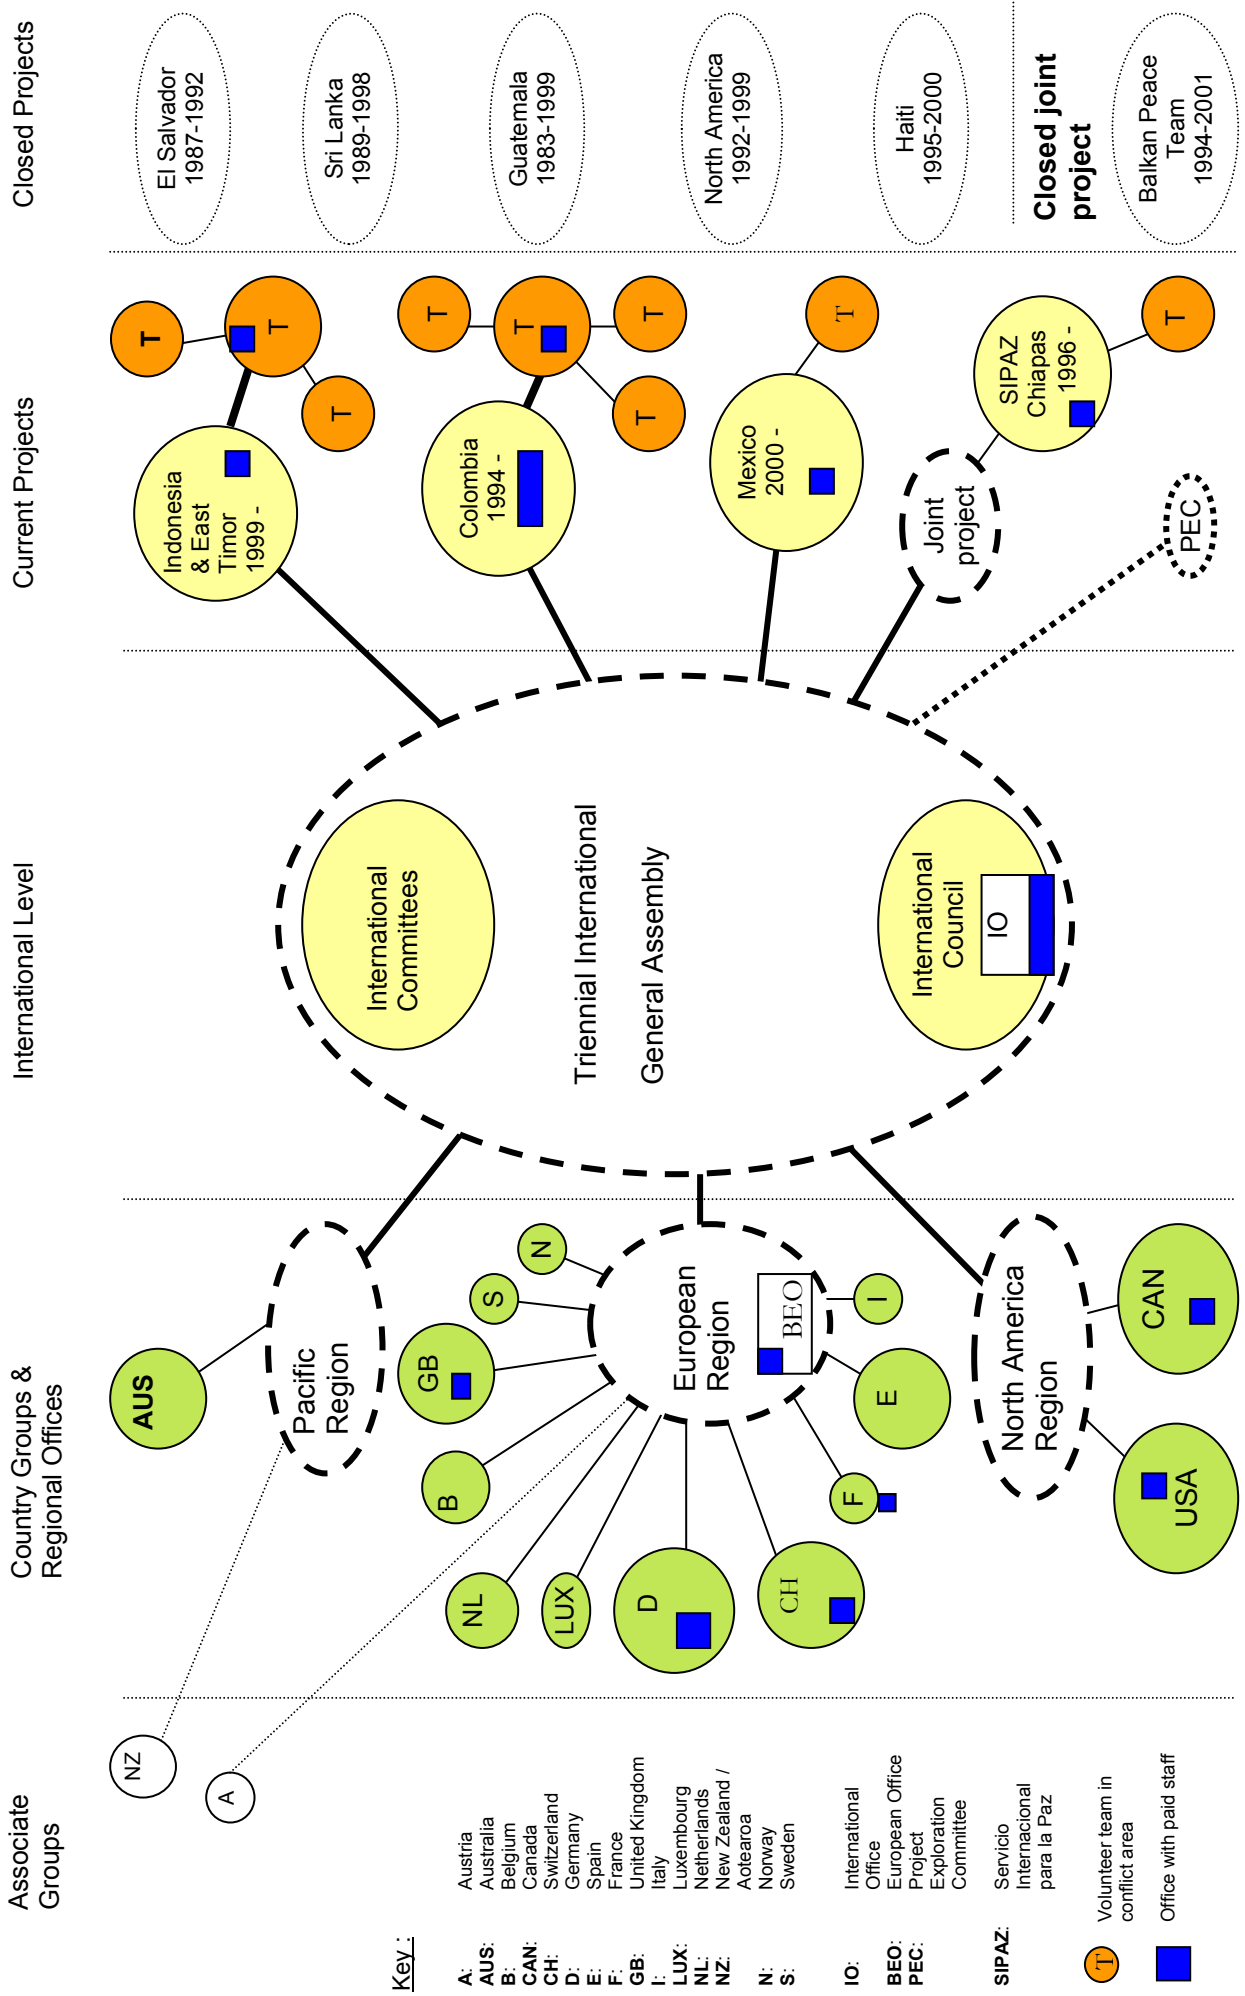 Associate
Groups
Country Groups &
Regional Offices
International Level
Current Projects
Closed Projects
NZ
A
AUS
Pacific
Region
N
S
GB
B
NL
LUX
D
CH
F
E
I
European
Region
BEO
North America
Region
USA
CAN
International
Committees
Triennial International
General Assembly
International
Council
IO
Indonesia
& East
Timor
1999 -
T
T
T
Colombia
1994 -
T
T
T
T
Mexico
2000 -
T
Joint
project
SIPAZ
Chiapas
1996 -
T
PEC
El Salvador
1987-1992
Sri Lanka
1989-1998
Guatemala
1983-1999
North America
1992-1999
Haiti
1995-2000
Closed joint
project
Balkan Peace
Team
1994-2001
Key :
A: Austria
AUS: Australia
B: Belgium
CAN: Canada
CH: Switzerland
D: Germany
E: Spain
F: France
GB: United Kingdom
I: Italy
LUX: Luxembourg
NL: Netherlands
NZ: New Zealand /
Aotearoa
N: Norway
S: Sweden
IO: International
Office
BEO: European Office
PEC: Project
Exploration
Committee
SIPAZ: Servicio
Internacional
para la Paz
T Volunteer team in
conflict area
Office with paid staff